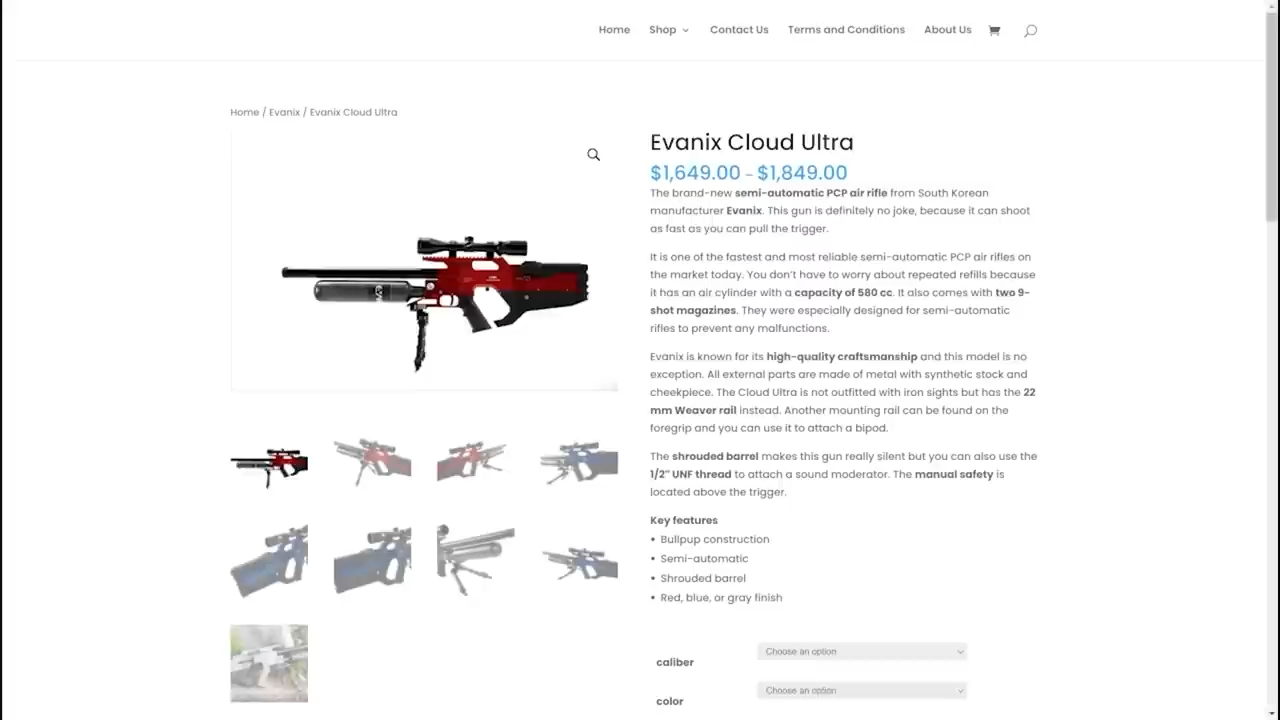 Home Shop Contact Us Terms and Conditions About Us
Home / Evanix / Evanix Cloud Ultra
Evanix Cloud Ultra
$1,649.00 – $1,849.00
The brand-new semi-automatic PCP air rifle from South Korean
manufacturer Evanix. This gun is definitely no joke, because it can shoot
as fast as you can pull the trigger.
It is one of the fastest and most reliable semi-automatic PCP air rifles on
the market today. You don't have to worry about repeated refills because
it has an air cylinder with a capacity of 580 cc. It also comes with two 9-
shot magazines. They were especially designed for semi-automatic
rifles to prevent any malfunctions.
Evanix is known for its high-quality craftsmanship and this model is no
exception. All external parts are made of metal with synthetic stock and
cheekpiece. The Cloud Ultra is not outfitted with iron sights but has the 22
mm Weaver rail instead. Another mounting rail can be found on the
foregrip and you can use it to attach a bipod.
The shrouded barrel makes this gun really silent but you can also use the
1/2″ UNF thread to attach a sound moderator. The manual safety is
located above the trigger.
Key features
• Bullpup construction
• Semi-automatic
• Shrouded barrel
• Red, blue, or gray finish
caliber Choose an option
color Choose an option